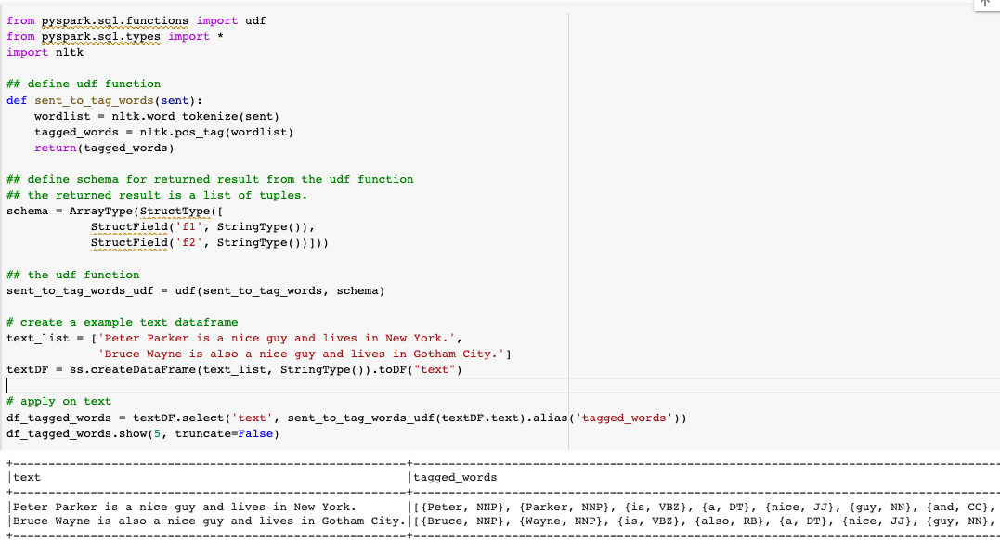 from pyspark.sql.functions import udf
from pyspark.sql.types import *
import nltk

## define udf function
def sent_to_tag_words(sent):
    wordlist = nltk.word_tokenize(sent)
    tagged_words = nltk.pos_tag(wordlist)
    return(tagged_words)

## define schema for returned result from the udf function
## the returned result is a list of tuples.
schema = ArrayType(StructType([
            StructField('f1', StringType()),
            StructField('f2', StringType())]))

## the udf function
sent_to_tag_words_udf = udf(sent_to_tag_words, schema)

# create a example text dataframe
text_list = ['Peter Parker is a nice guy and lives in New York.',
             'Bruce Wayne is also a nice guy and lives in Gotham City.']
textDF = ss.createDataFrame(text_list, StringType()).toDF("text")

# apply on text
df_tagged_words = textDF.select('text', sent_to_tag_words_udf(textDF.text).alias('tagged_words'))
df_tagged_words.show(5, truncate=False)

|text |tagged_words
|Peter Parker is a nice guy and lives in New York. |[{Peter, NNP}, {Parker, NNP}, {is, VBZ}, {a, DT}, {nice, JJ}, {guy, NN}, {and, CC},
|Bruce Wayne is also a nice guy and lives in Gotham City.|[{Bruce, NNP}, {Wayne, NNP}, {is, VBZ}, {also, RB}, {a, DT}, {nice, JJ}, {guy, NN},